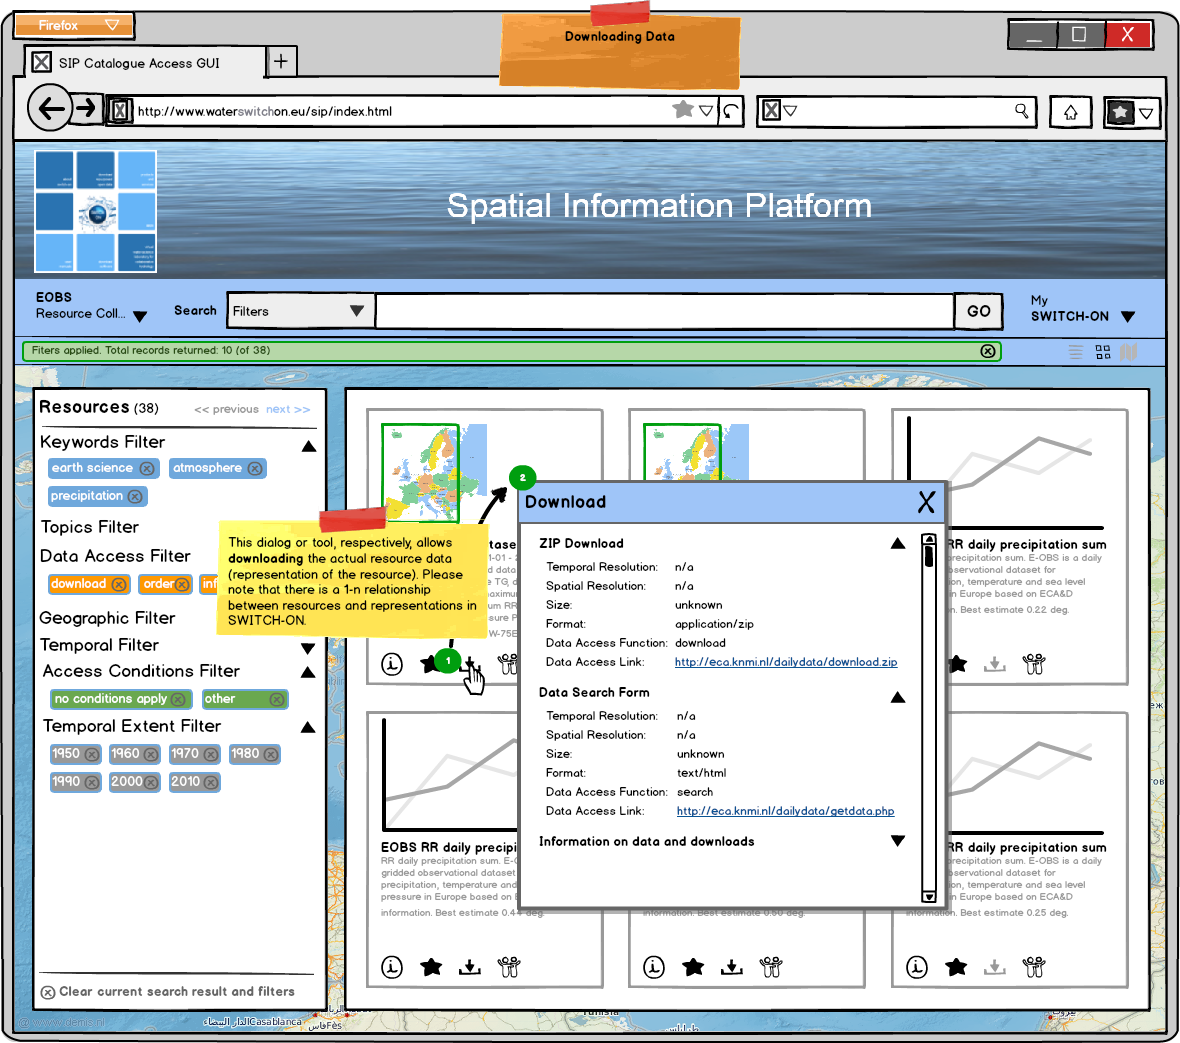 Firefox
Downloading Data
SIP Catalogue Access GUI
+
http://www.waterswitchon.eu/sip/index.html
Spatial Information Platform
EOBS
Resource Coll...
Search
Filters
GO
My
SWITCH-ON
Fiters applied. Total records returned: 10 (of 38)
Resources (38)
<< previous next >>
Keywords Filter
earth science
atmosphere
precipitation
Topics Filter
Data Access Filter
download
order
inf
Geographic Filter
Temporal Filter
Access Conditions Filter
no conditions apply
other
Temporal Extent Filter
1950
1960
1970
1980
1990
2000
2010
Clear current search result and filters
This dialog or tool, respectively, allows
downloading the actual resource data
(representation of the resource). Please
note that there is a 1-n relationship
between resources and representations in
SWITCH-ON.
1
2
Download
X
ZIP Download
Temporal Resolution: n/a
Spatial Resolution: n/a
Size: unknown
Format: application/zip
Data Access Function: download
Data Access Link: http://eca.knmi.nl/dailydata/download.zip
Data Search Form
Temporal Resolution: n/a
Spatial Resolution: n/a
Size: unknown
Format: text/html
Data Access Function: search
Data Access Link: http://eca.knmi.nl/dailydata/getdata.php
Information on data and downloads
RR daily precipitation sum
precipitation sum. E-OBS is a daily
observational dataset for
n, temperature and sea level
in Europe based on ECA&D
n. Best estimate 0.22 deg.
EOBS RR daily precipi
RR daily precipitation sum. E-O
gridded observational dataset
precipitation, temperature and
pressure in Europe based on
information. Best estimate 0.44 deg.
information. Best estimate 0.50 deg.
RR daily precipitation sum
precipitation sum. E-OBS is a daily
observational dataset for
n, temperature and sea level
in Europe based on ECA&D
information. Best estimate 0.25 deg.
الدار البيضاءCasablanca
فاسFès
Tunisia
طرابلس
بيروت